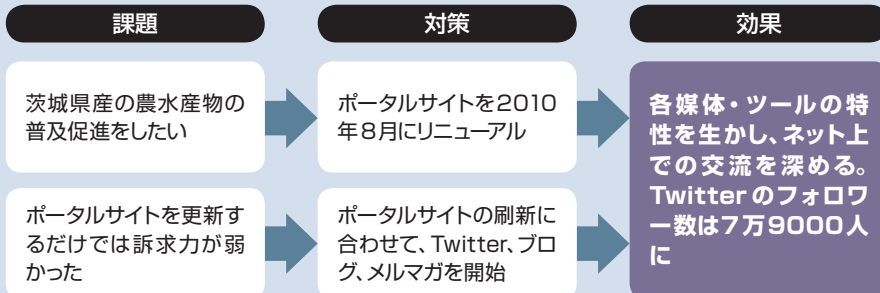 課題
対策
効果
茨城県産の農水産物の
普及促進をしたい
ポータルサイトを2010
年8月にリニューアル
各媒体・ツールの特
性を生かし、ネット上
での交流を深める。
Twitterのフォロワ
ー数は7万9000人
に
ポータルサイトを更新す
るだけでは訴求力が弱
かった
ポータルサイトの刷新に
合わせて、Twitter、ブロ
グ、メルマガを開始